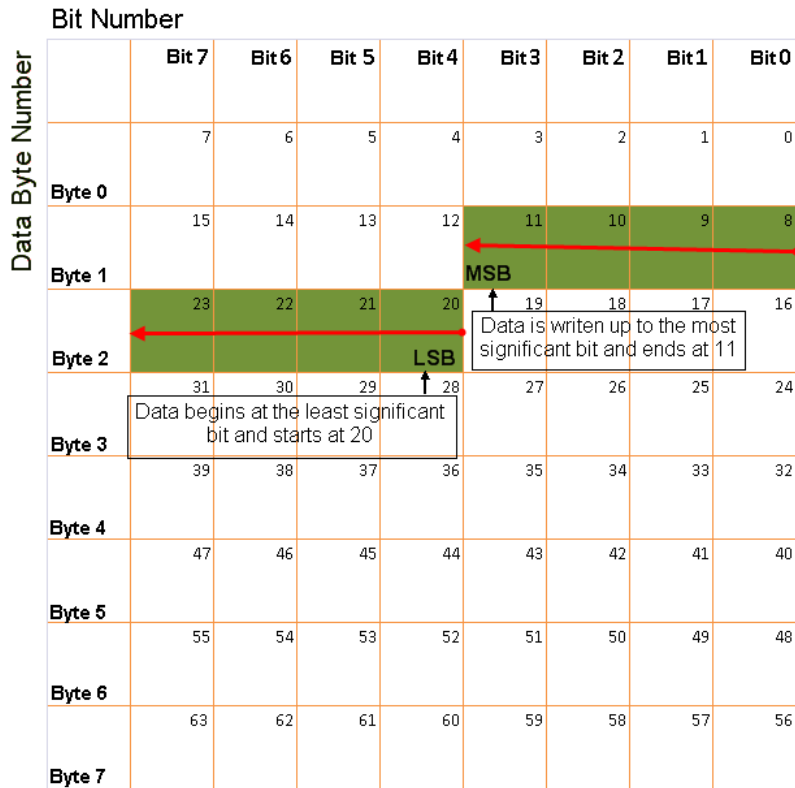 Bit Number
Data Byte Number
Bit 7 Bit 6 Bit 5 Bit 4 Bit 3 Bit 2 Bit 1 Bit 0
7 6 5 4 3 2 1 0
Byte 0
15 14 13 12 11 10 9 8
Byte 1
MSB
23 22 21 20 19 18 17 16
Data is writen up to the most
significant bit and ends at 11
Byte 2
LSB
31 30 29 28 27 26 25 24
Data begins at the least significant
bit and starts at 20
Byte 3
39 38 37 36 35 34 33 32
Byte 4
47 46 45 44 43 42 41 40
Byte 5
55 54 53 52 51 50 49 48
Byte 6
63 62 61 60 59 58 57 56
Byte 7